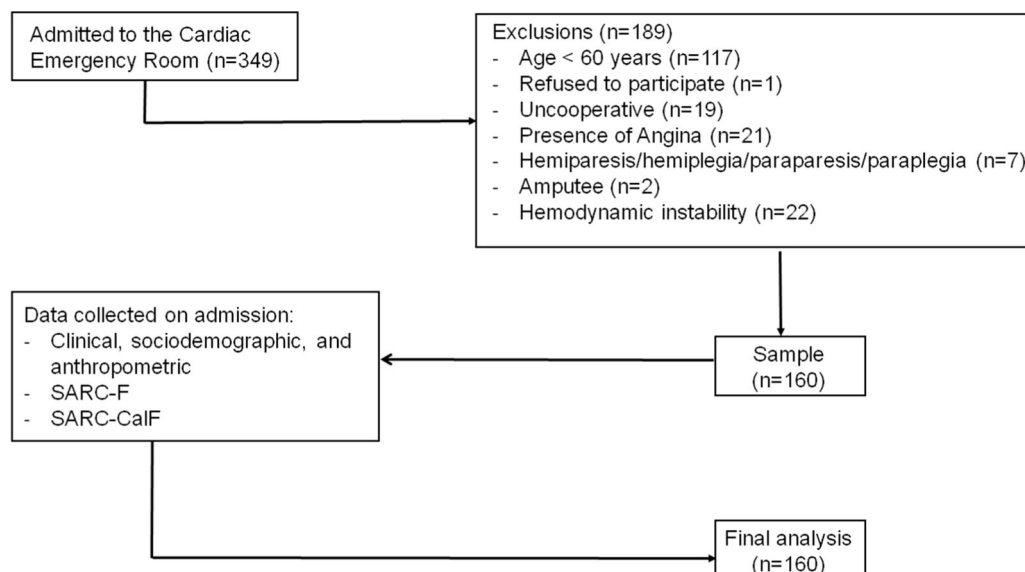 Admitted to the Cardiac
Emergency Room (n=349)
Exclusions (n=189)
- Age < 60 years (n=117)
- Refused to participate (n=1)
- Uncooperative (n=19)
- Presence of Angina (n=21)
- Hemiparesis/hemiplegia/paraparesis/paraplegia (n=7)
- Amputee (n=2)
- Hemodynamic instability (n=22)
Sample
(n=160)
Data collected on admission:
- Clinical, sociodemographic, and
anthropometric
- SARC-F
- SARC-CalF
Final analysis
(n=160)